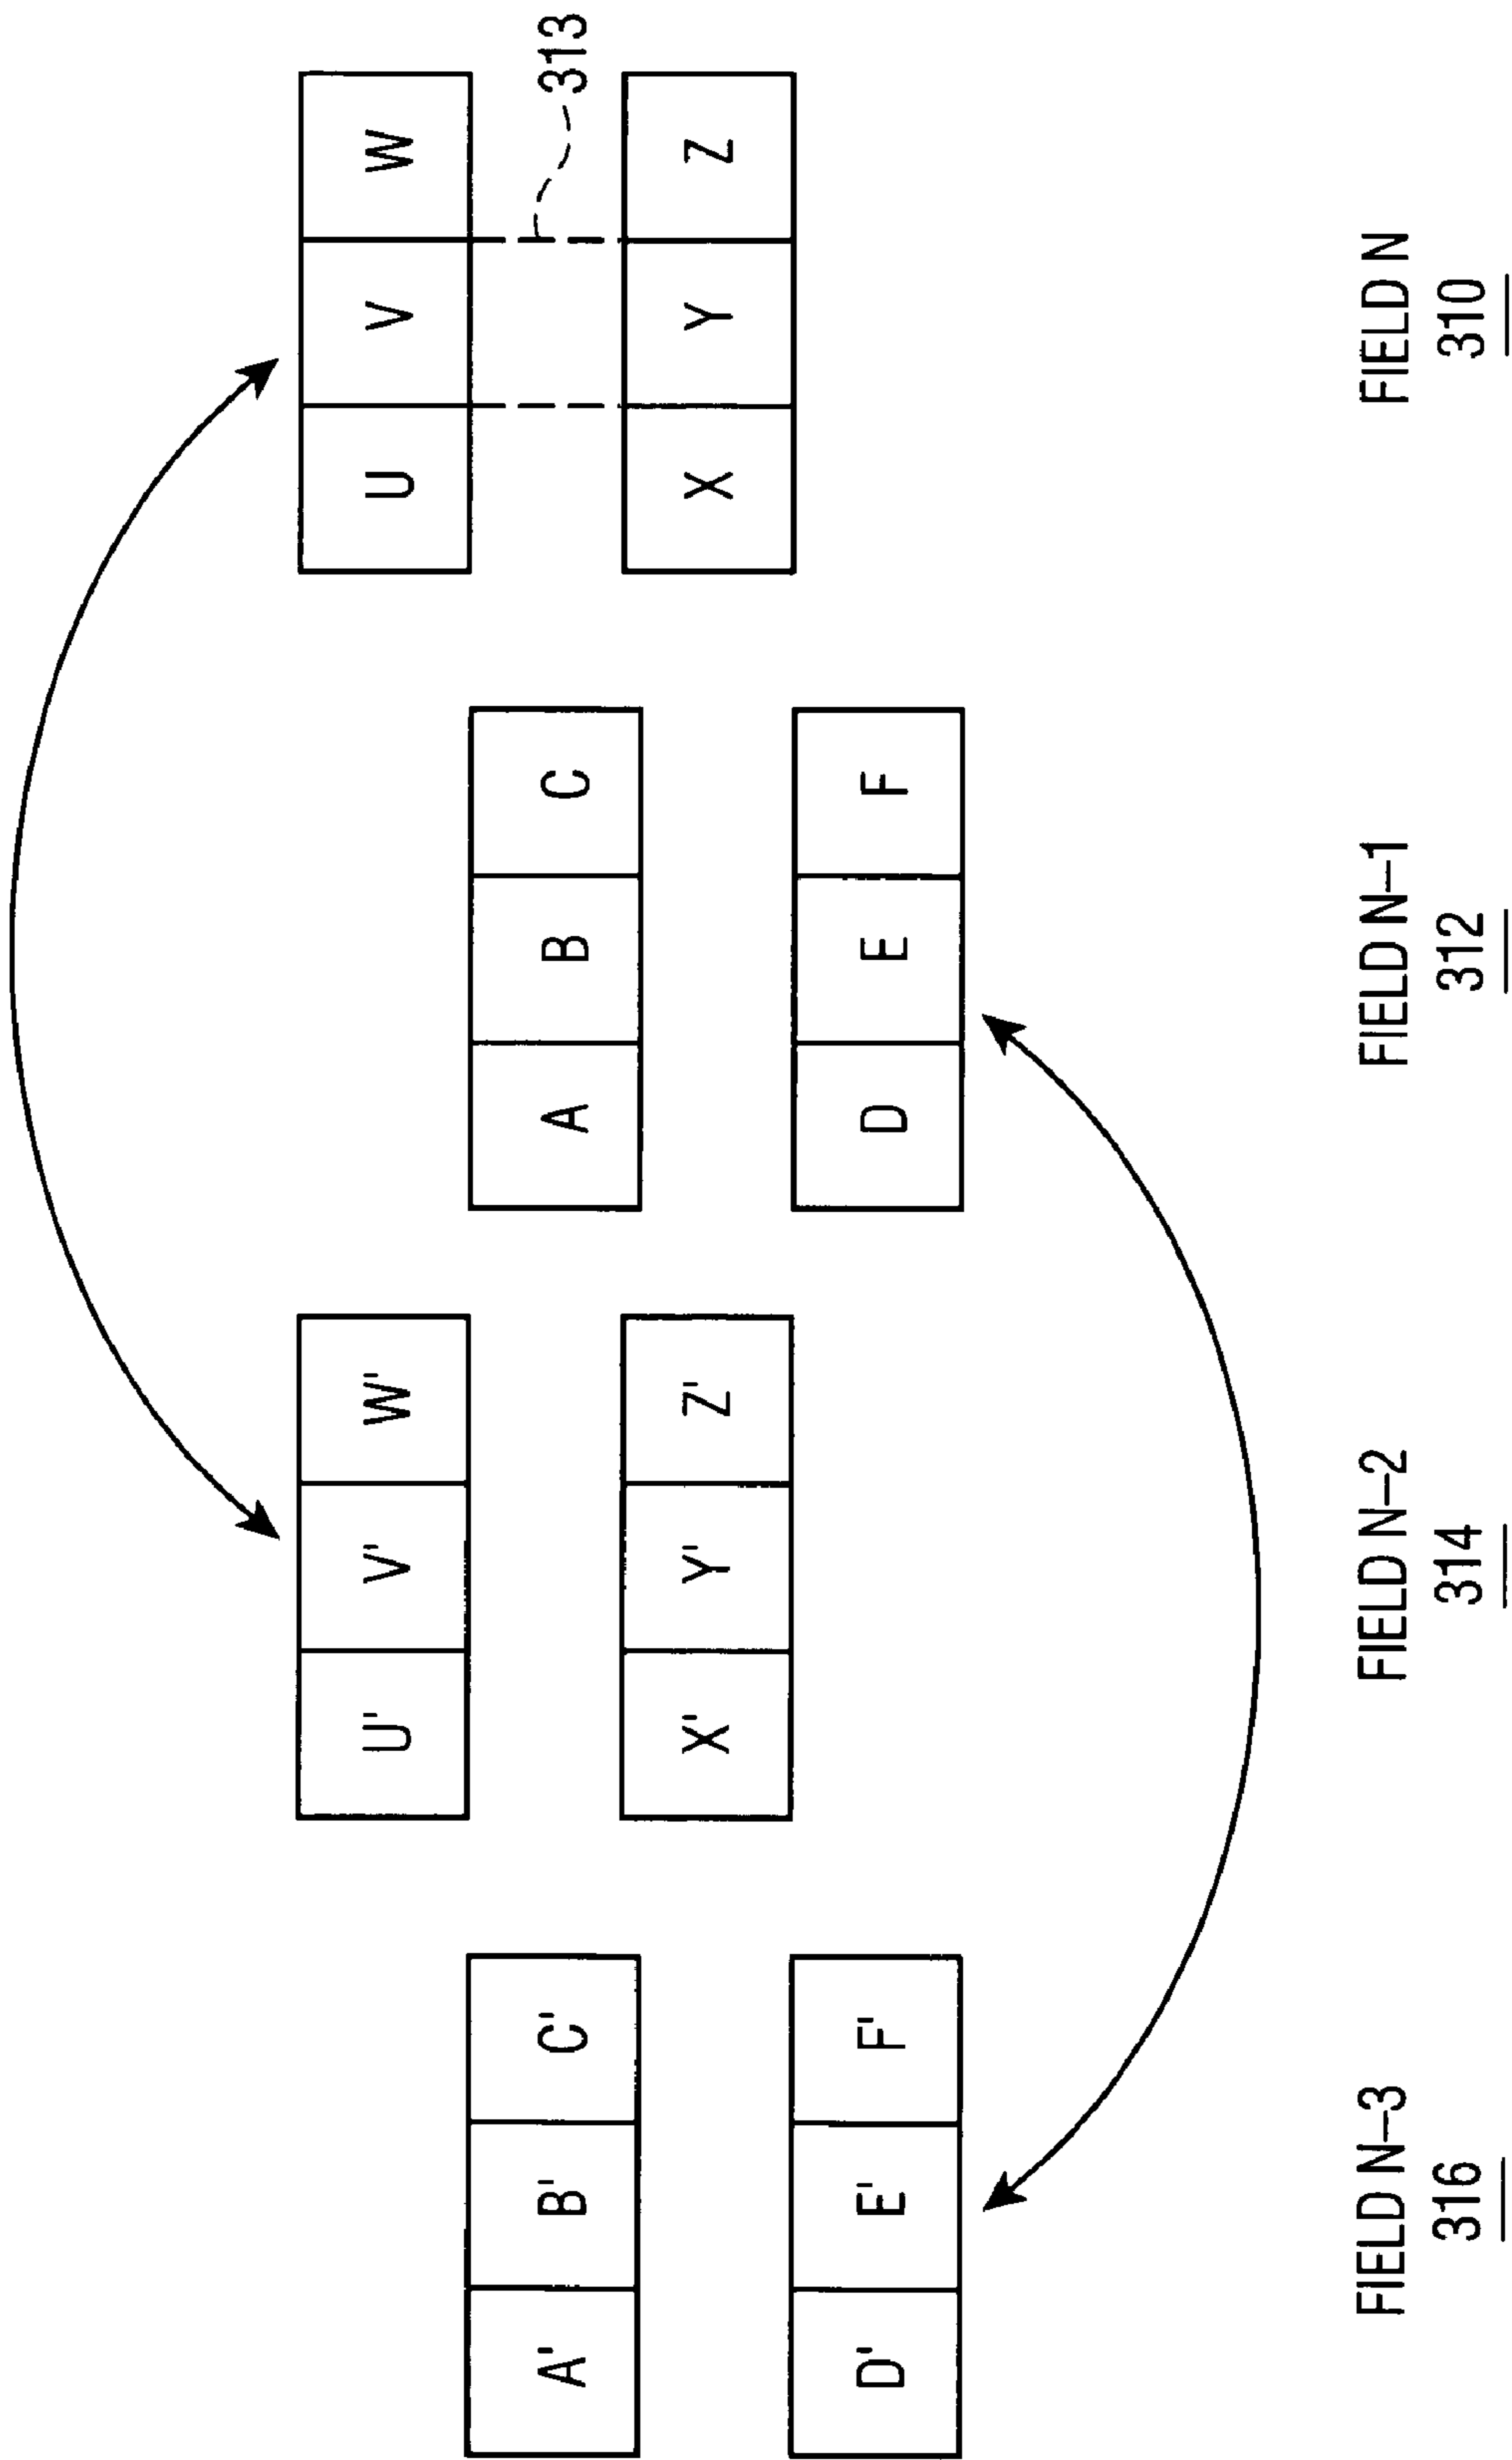 U' V' W'
U V W
313
A' B' C'
A B C
X' Y' Z'
X Y Z
D' E' F'
D E F
FIELD N–3
316
FIELD N–2
314
FIELD N–1
312
FIELD N
310